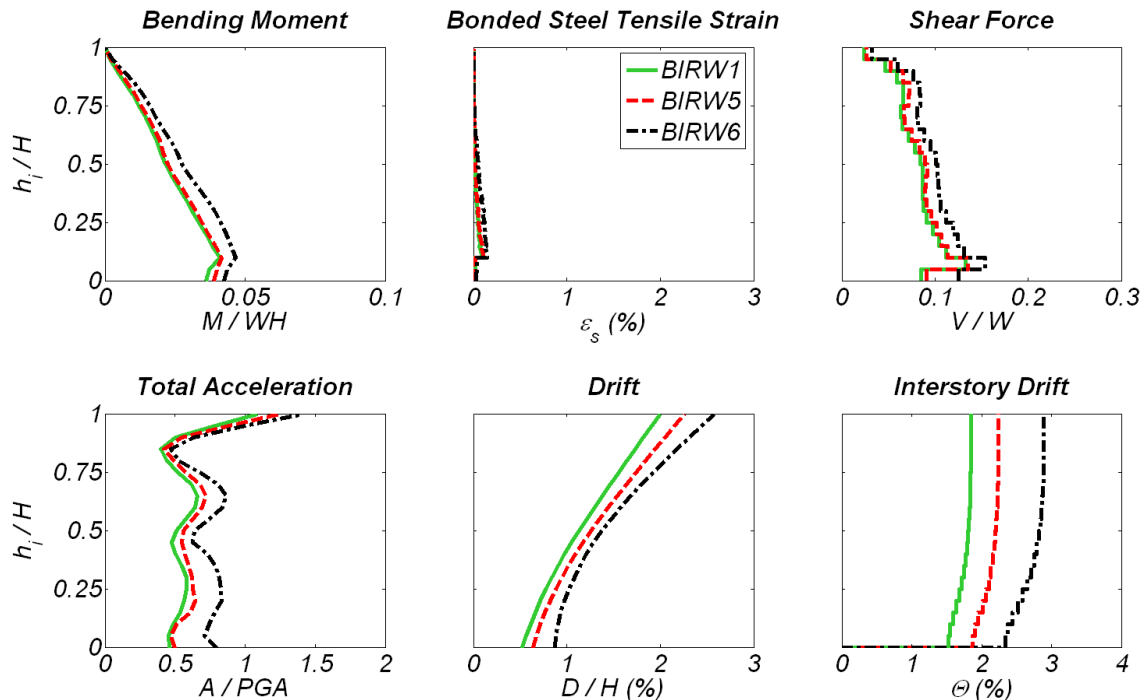 Bending Moment
Bonded Steel Tensile Strain
Shear Force
1
0.75
0.5
0.25
0
h_i / H
0 0.05 0.1
M / WH
BIRW1
BIRW5
BIRW6
0 1 2 3
ε_s (%)
0 0.1 0.2 0.3
V / W
Total Acceleration
Drift
Interstory Drift
1
0.75
0.5
0.25
0
h_i / H
0 0.5 1 1.5 2
A / PGA
0 1 2 3
D / H (%)
0 1 2 3 4
Θ (%)